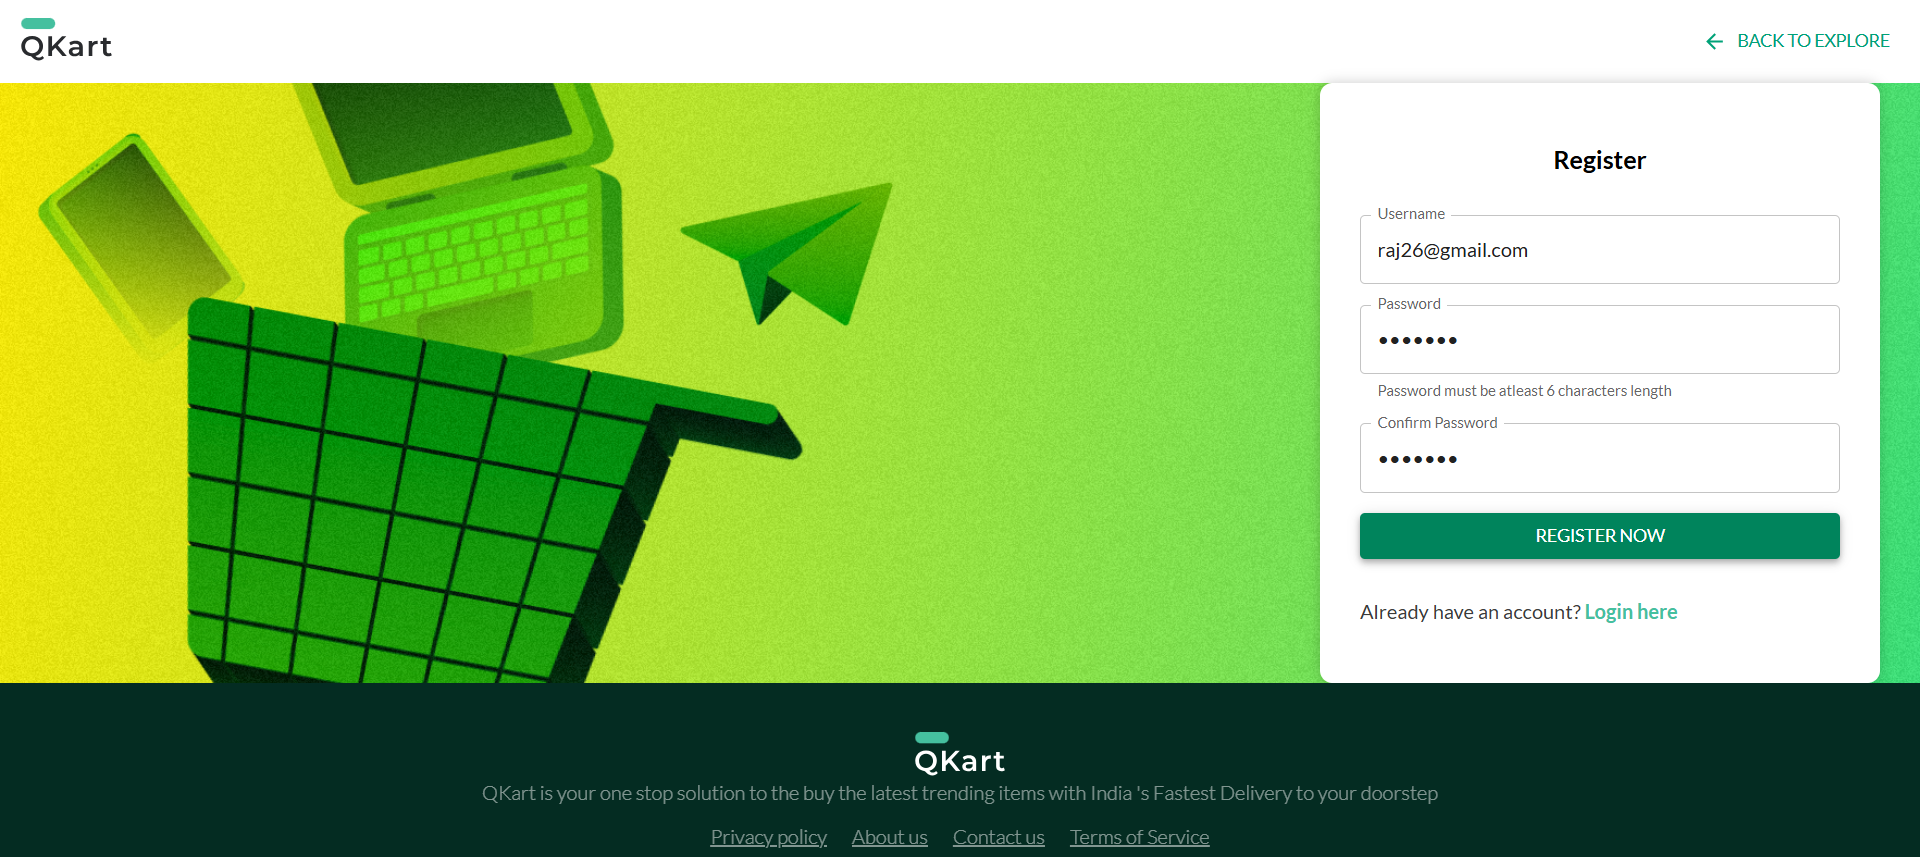 QKart
BACK TO EXPLORE
Register
Username
raj26@gmail.com
Password
•••••••
Password must be atleast 6 characters length
Confirm Password
•••••••
REGISTER NOW
Already have an account? Login here
QKart
QKart is your one stop solution to the buy the latest trending items with India 's Fastest Delivery to your doorstep
Privacy policy About us Contact us Terms of Service